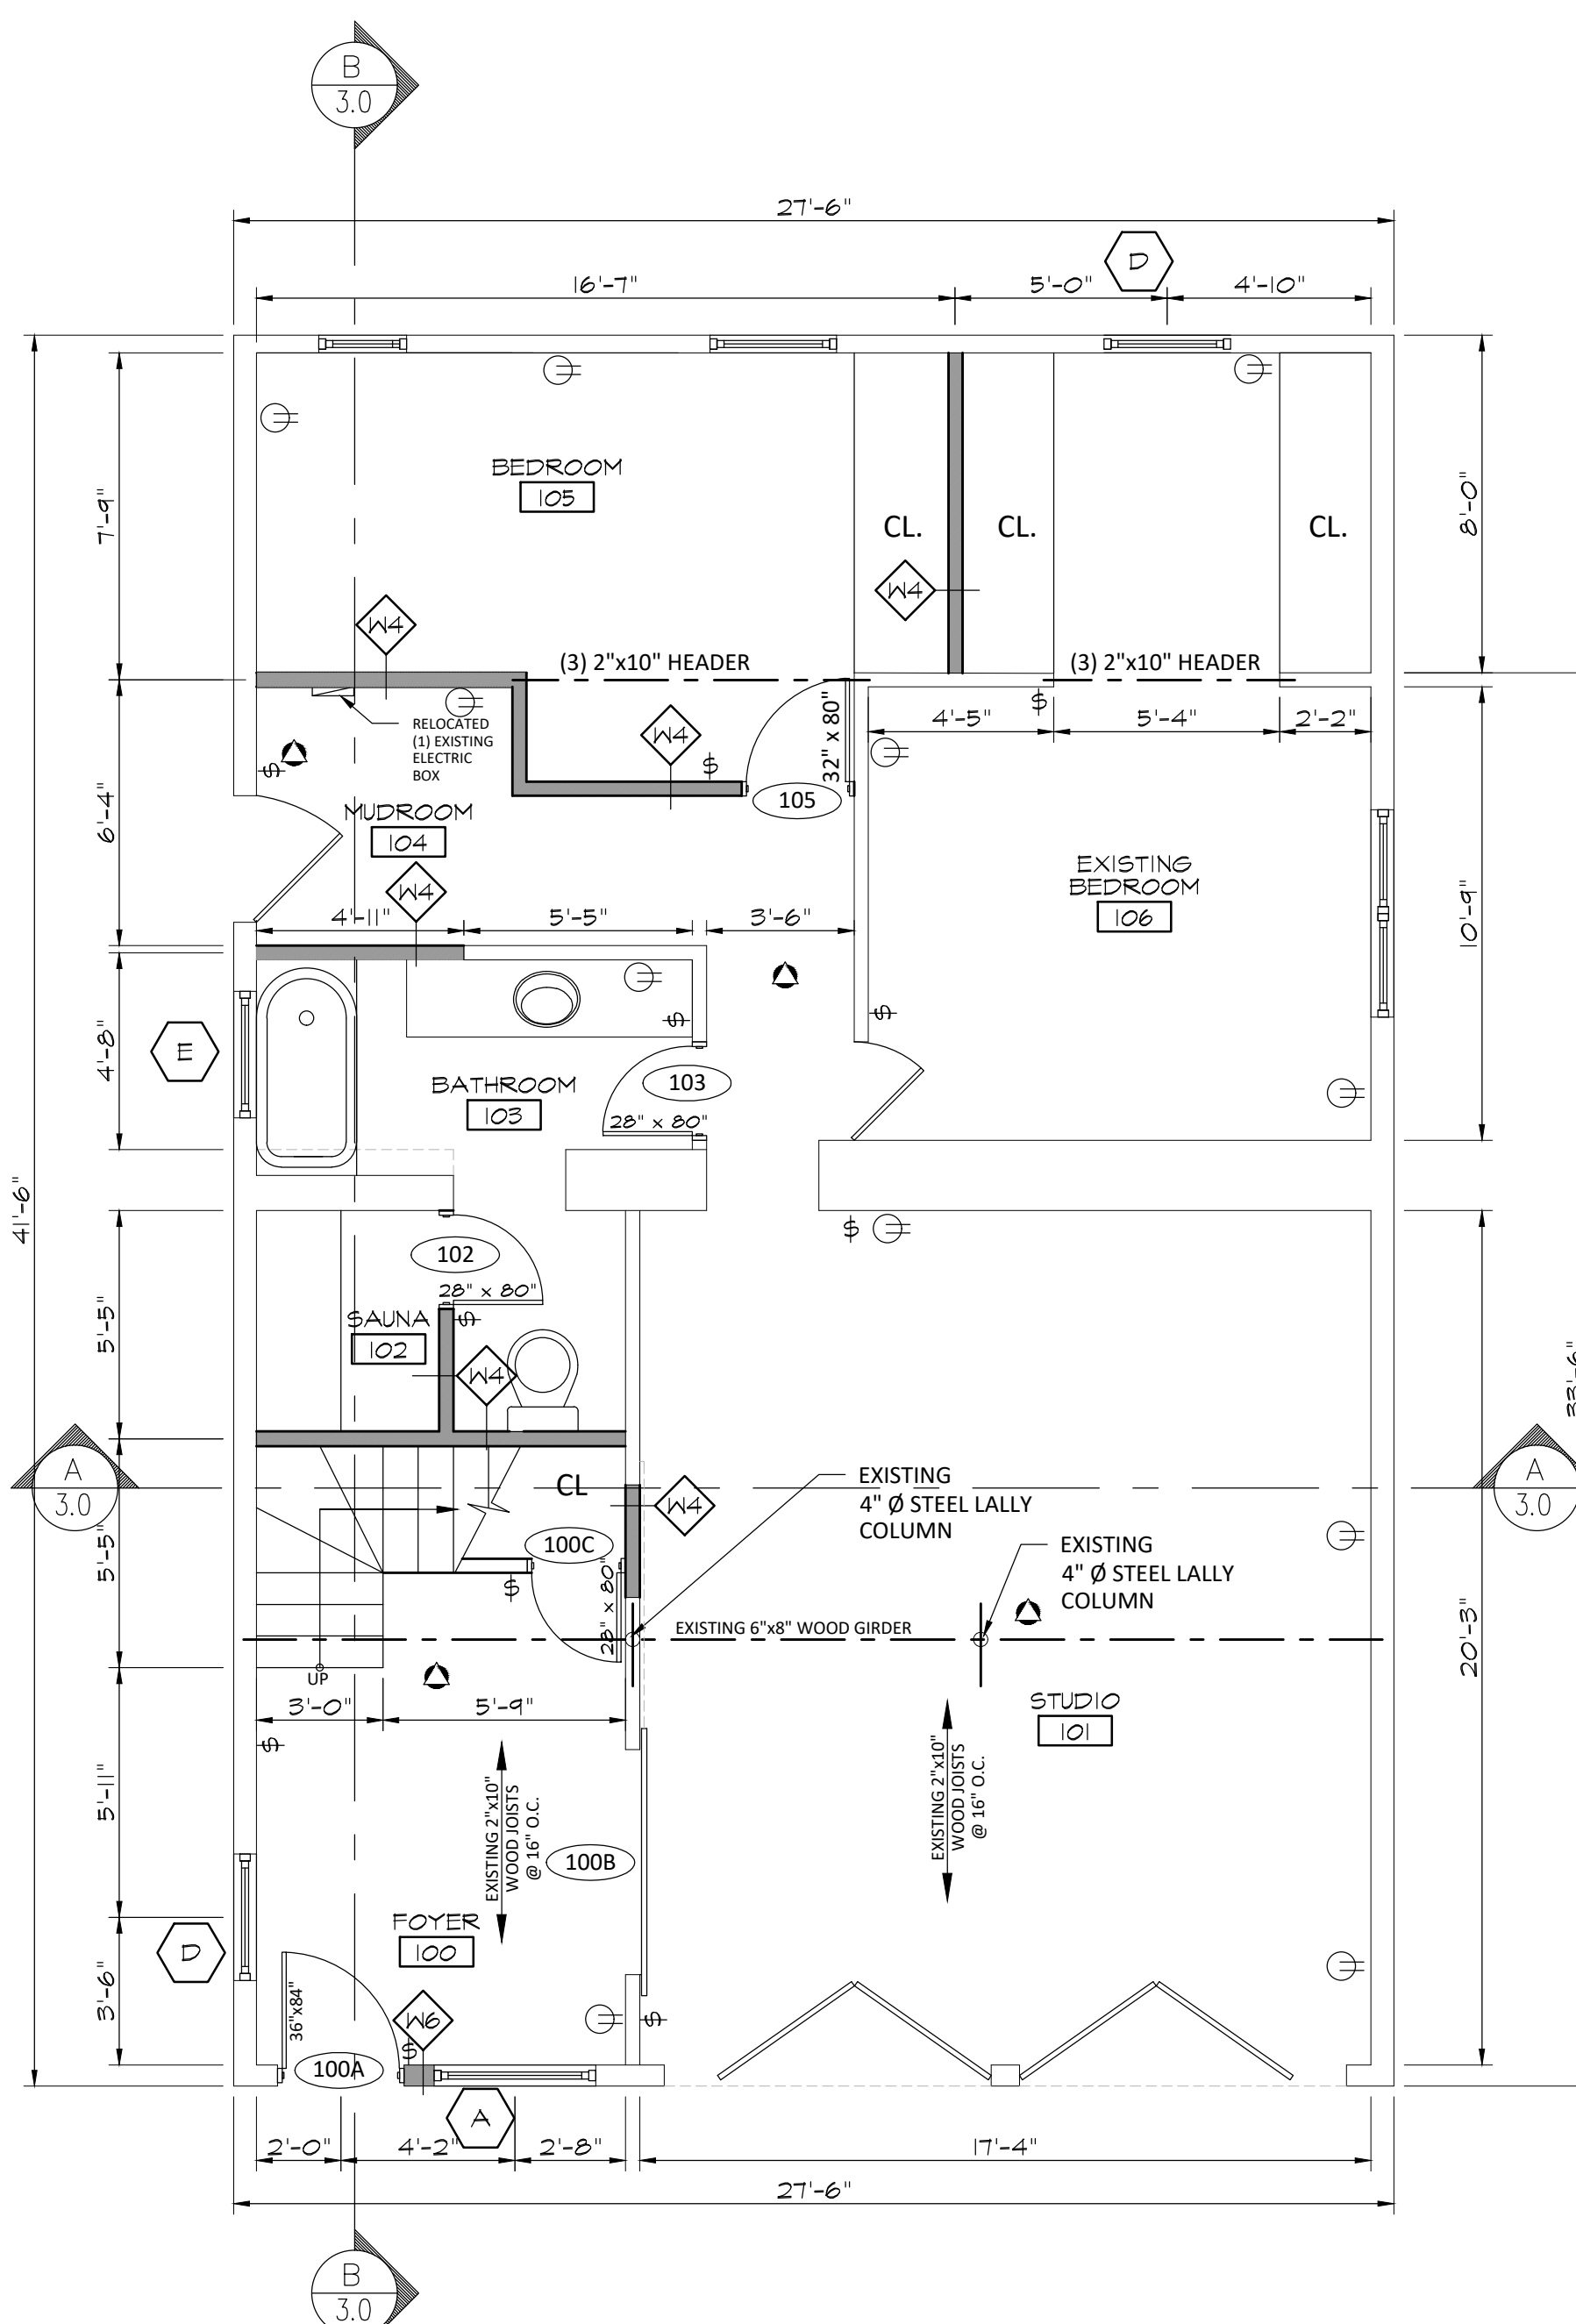 B
3.0
27'-6"
D
16'-7"
5'-0"
4'-10"
BEDROOM
105
CL.
CL.
CL.
7'-9"
8'-0"
W4
W4
(3) 2"x10" HEADER
(3) 2"x10" HEADER
RELOCATED
(1) EXISTING
ELECTRIC
BOX
$
W4
$
32" x 80"
105
$
4'-5"
5'-4"
2'-2"
6'-4"
MUDROOM
104
W4
EXISTING
BEDROOM
106
10'-9"
4'-11"
5'-5"
3'-6"
$
$
E
4'-8"
BATHROOM
103
103
28" x 80"
41'-6"
$
102
28" x 80"
$
5'-5"
SAUNA
102
W4
33'-6"
A
3.0
A
3.0
CL
W4
EXISTING
4" Ø STEEL LALLY
COLUMN
100C
EXISTING
4" Ø STEEL LALLY
COLUMN
5'-5"
$
28" x 80"
EXISTING 6"x8" WOOD GIRDER
20'-3"
UP
3'-0"
5'-9"
STUDIO
101
$
EXISTING 2"x10"
WOOD JOISTS
@ 16" O.C.
EXISTING 2"x10"
WOOD JOISTS
@ 16" O.C.
5'-11"
100B
FOYER
100
D
3'-6"
36"x84"
W6
$
$
100A
A
2'-0"
4'-2"
2'-8"
17'-4"
27'-6"
B
3.0